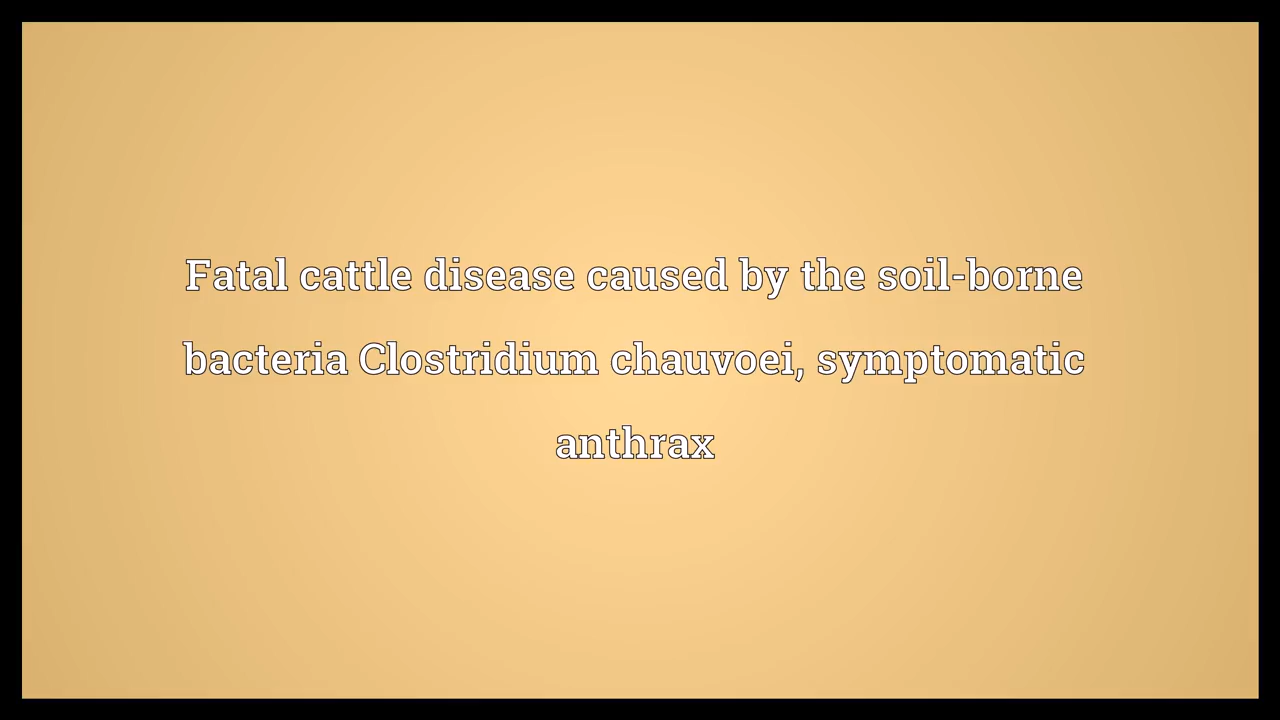 Fatal cattle disease caused by the soil-borne
bacteria Clostridium chauvoei, symptomatic
anthrax